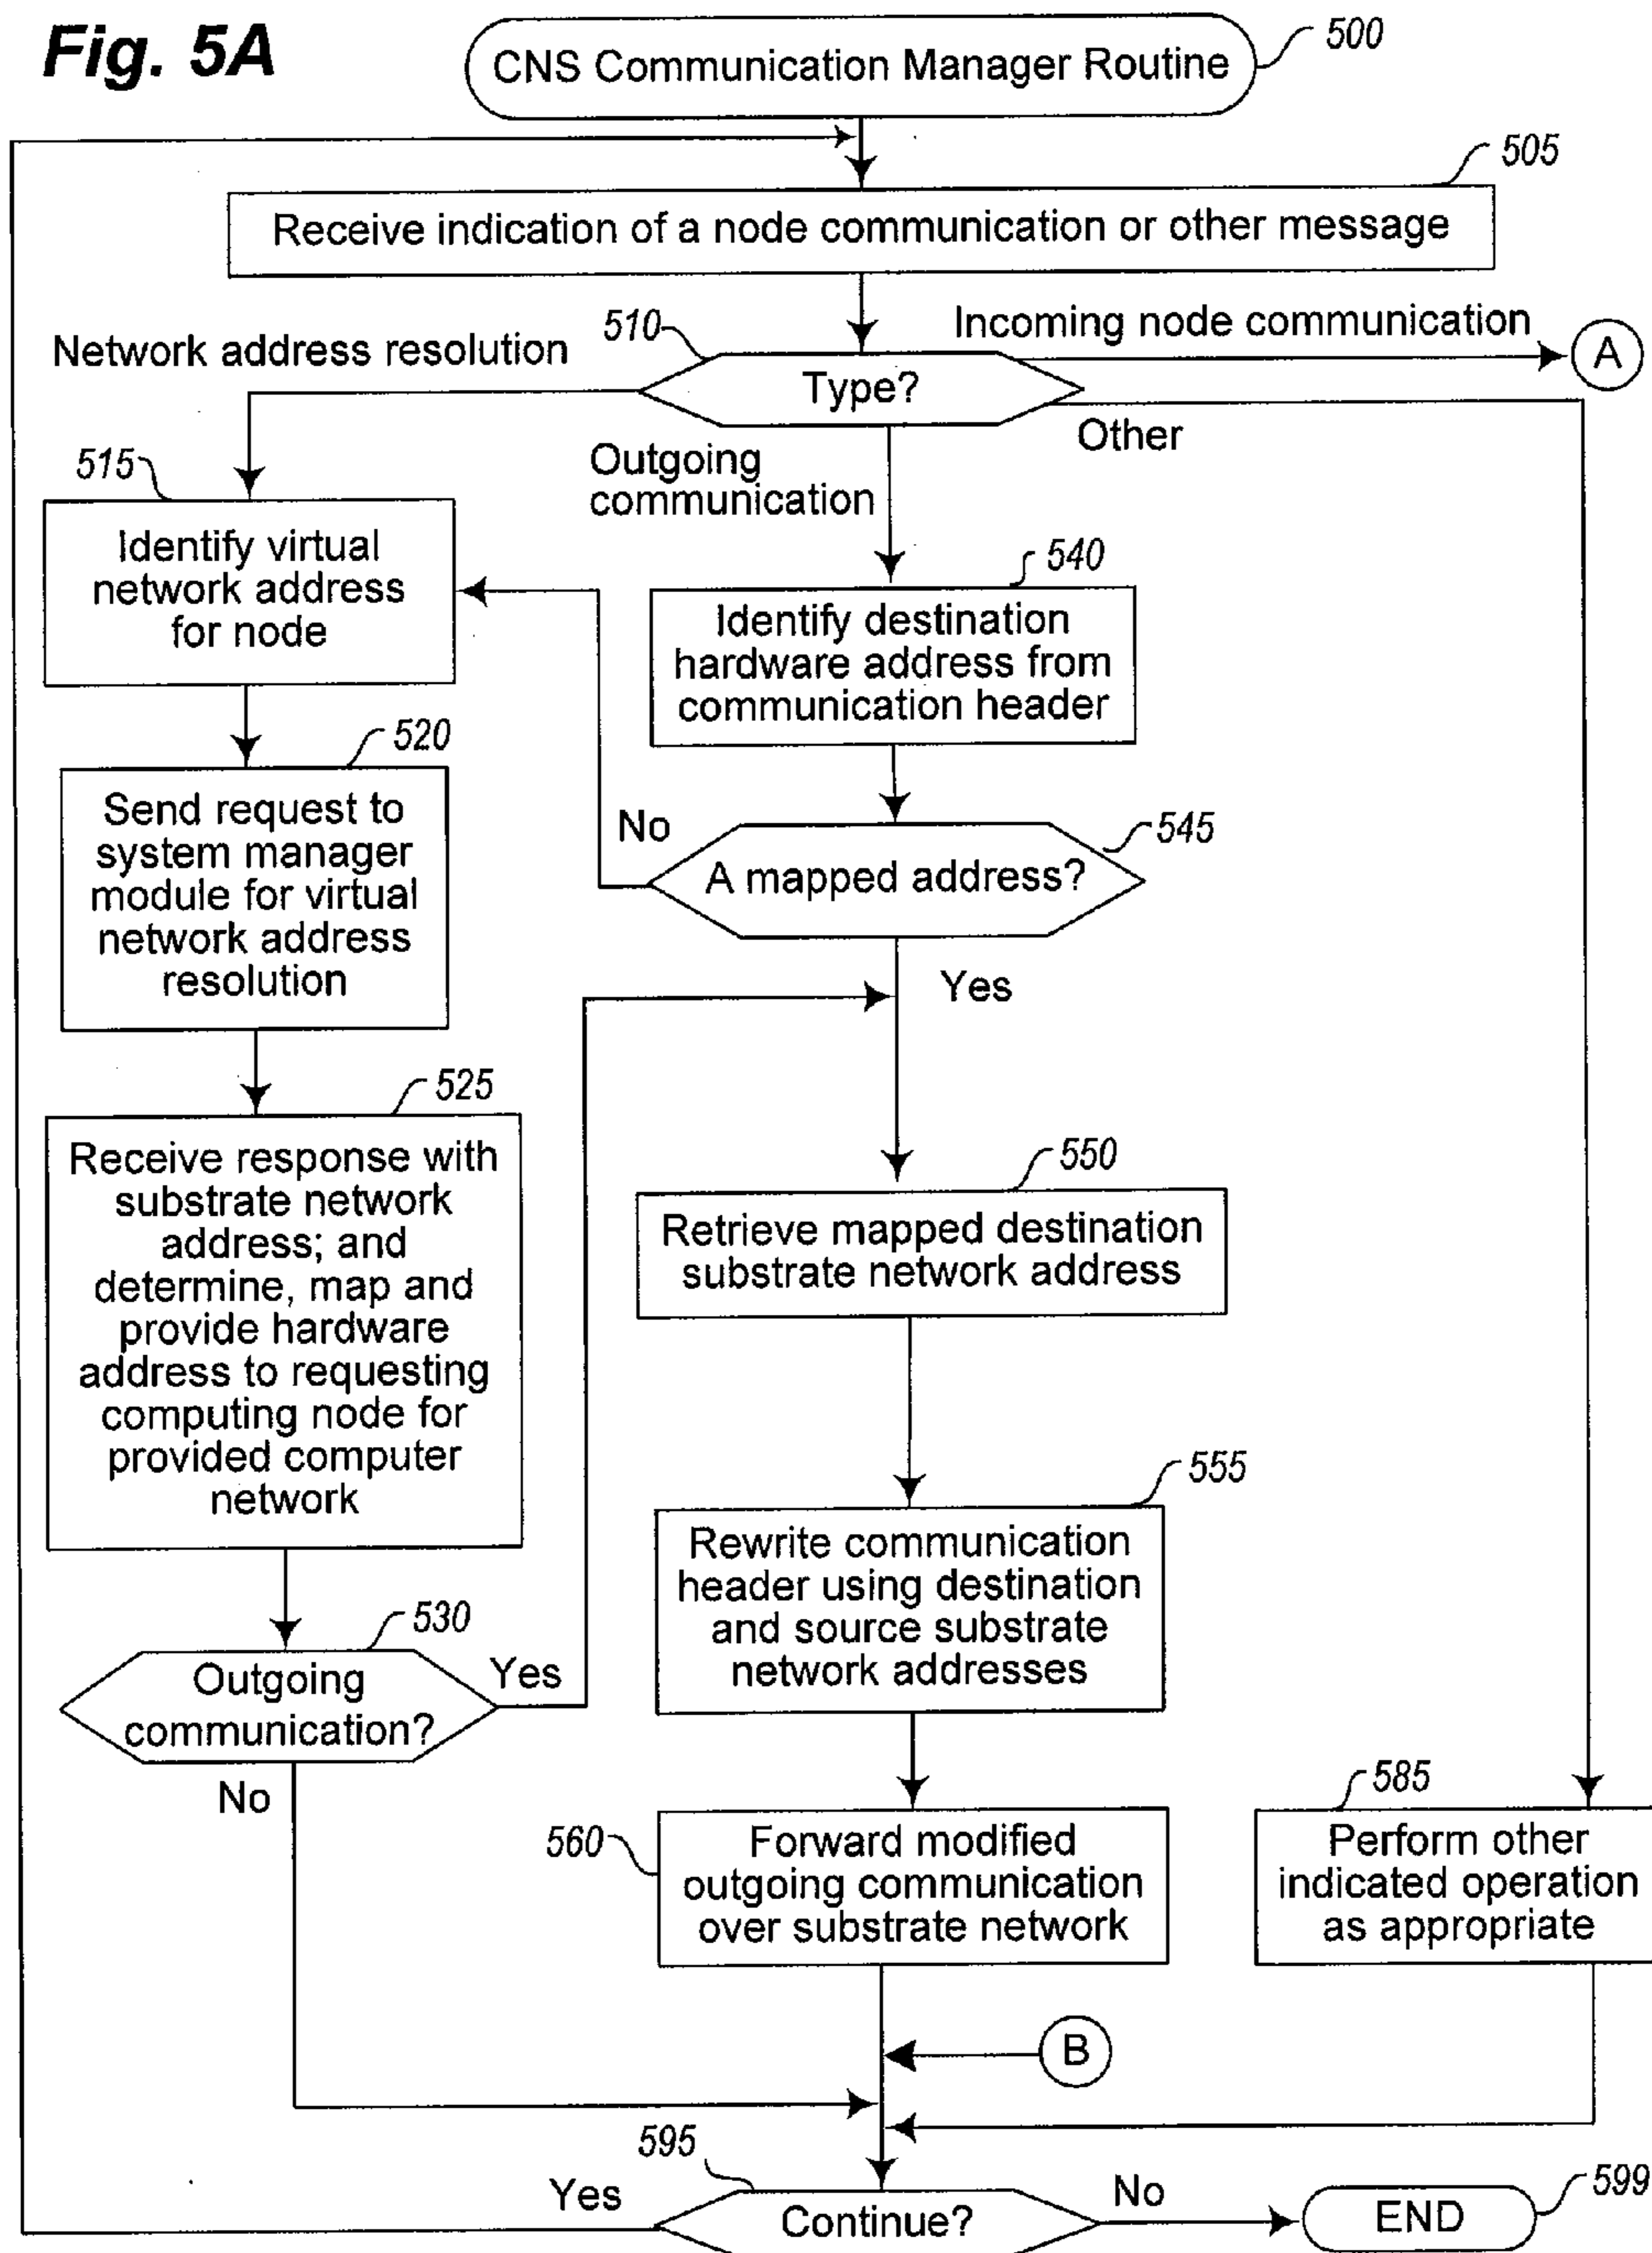 Fig. 5A
CNS Communication Manager Routine
500
505
Receive indication of a node communication or other message
510
Incoming node communication
A
Network address resolution
Type?
Other
Outgoing
communication
515
Identify virtual
network address
for node
540
Identify destination
hardware address from
communication header
520
Send request to
system manager
module for virtual
network address
resolution
No
545
A mapped address?
Yes
525
Receive response with
substrate network
address; and
determine, map and
provide hardware
address to requesting
computing node for
provided computer
network
550
Retrieve mapped destination
substrate network address
555
Rewrite communication
header using destination
and source substrate
network addresses
530
Outgoing
communication?
Yes
No
560
Forward modified
outgoing communication
over substrate network
585
Perform other
indicated operation
as appropriate
B
595
Yes
Continue?
No
END
599